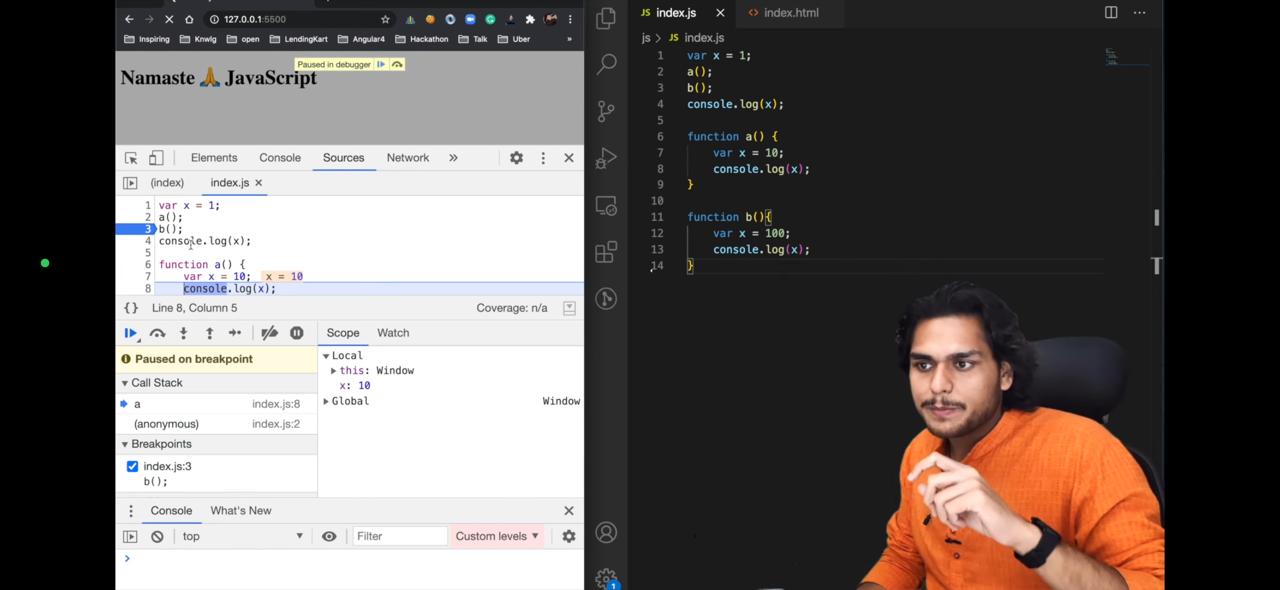 127.0.0.1:5500
Inspiring Knwlg open LendingKart Angular4 Hackathon Talk Uber »
Paused in debugger
Namaste 🙏 JavaScript
Elements Console Sources Network »
(index) index.js ×
1 var x = 1;
2 a();
3 b();
4 console.log(x);
5
6 function a() {
7 var x = 10; x = 10
8 console.log(x);
{} Line 8, Column 5 Coverage: n/a
Scope Watch
Paused on breakpoint
Call Stack
a index.js:8
(anonymous) index.js:2
Breakpoints
index.js:3
b();
Local
this: Window
x: 10
Global Window
Console What's New
top Filter Custom levels
>
JS index.js × <> index.html
js > JS index.js
1 var x = 1;
2 a();
3 b();
4 console.log(x);
5
6 function a() {
7 var x = 10;
8 console.log(x);
9 }
10
11 function b(){
12 var x = 100;
13 console.log(x);
14 }
1